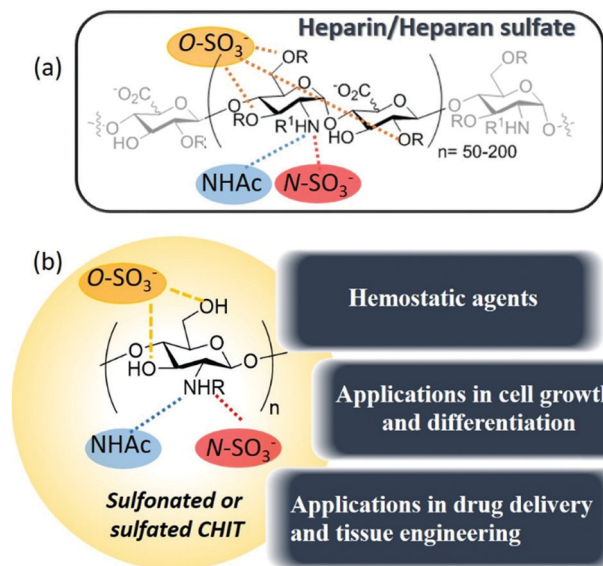 (a)
Heparin/Heparan sulfate
O-SO₃⁻
OR
OR
⁻O₂C
⁻O₂C
O
O
O
O
O
O
O
O
HO
OR
RO
R¹HN
HO
OR
RO
R¹HN
O
n= 50-200
NHAc
N-SO₃⁻
(b)
O-SO₃⁻
OH
O
O
O
HO
NHR
n
NHAc
N-SO₃⁻
Sulfonated or
sulfated CHIT
Hemostatic agents
Applications in cell growth
and differentiation
Applications in drug delivery
and tissue engineering